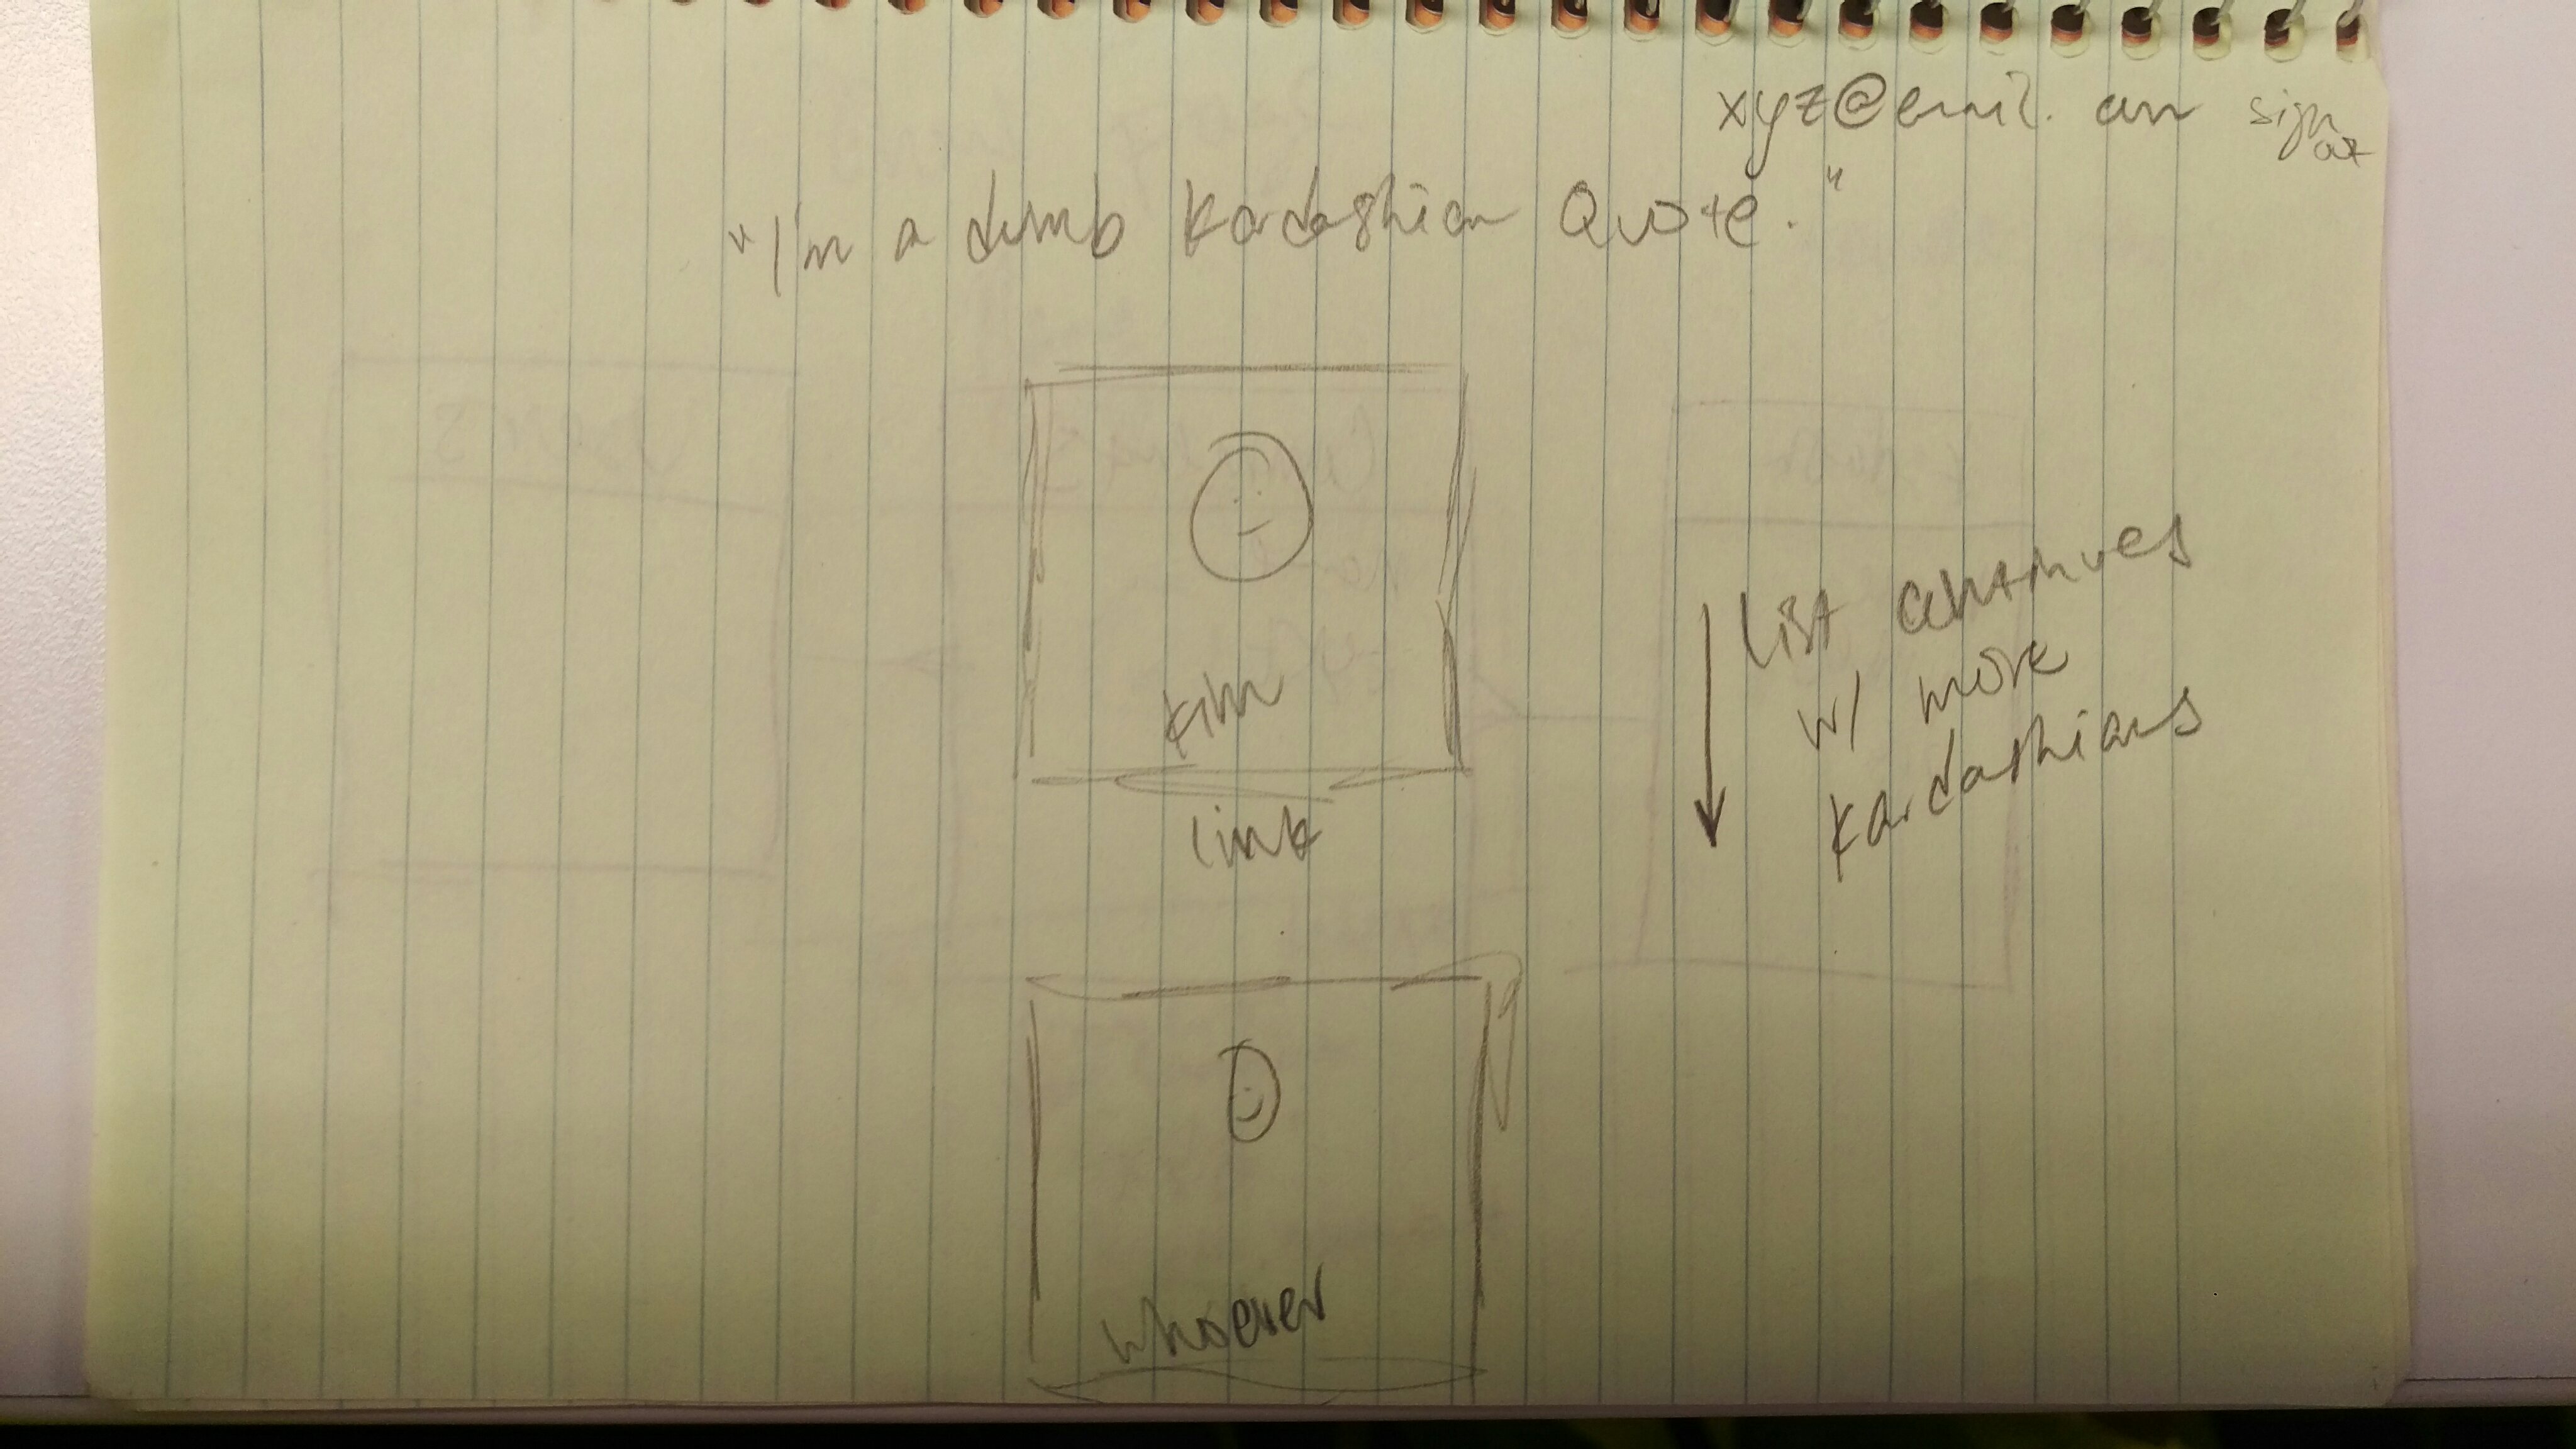 xyz@email.com sign out
"I'm a dumb Kardashian Quote."
Kim
link
list continues
w/ more
Kardashians
Whoever